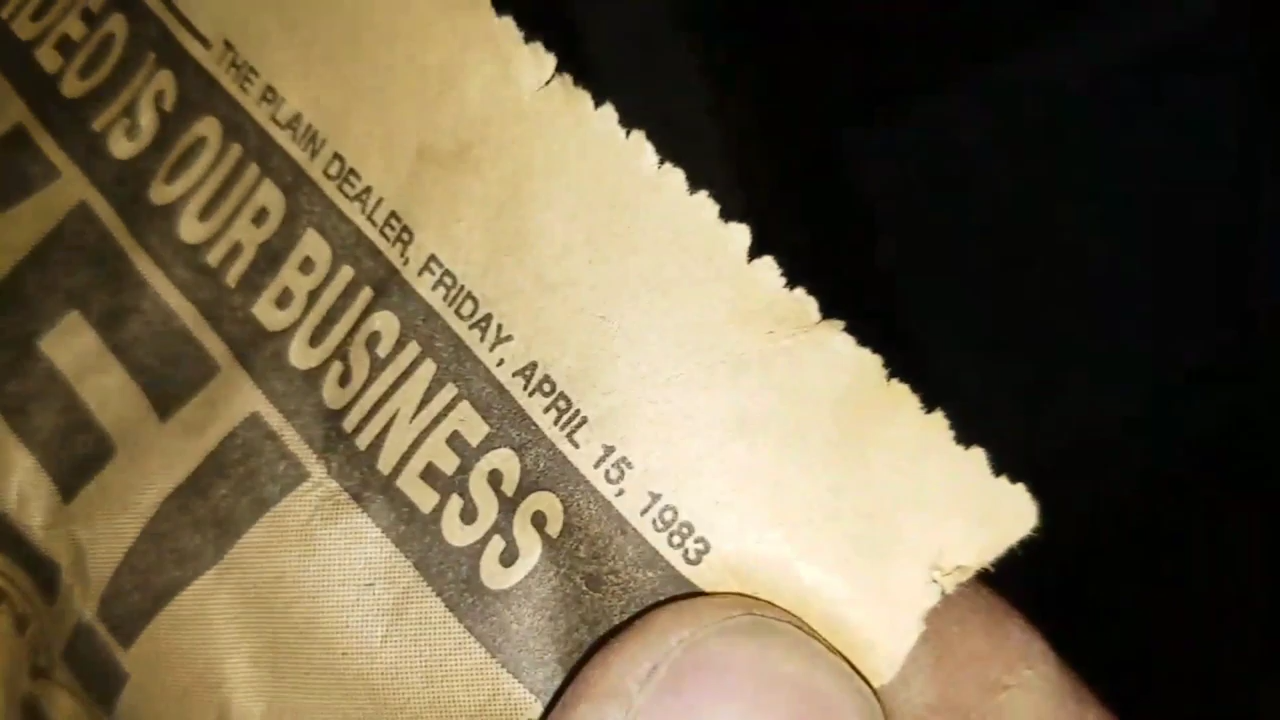 THE PLAIN DEALER, FRIDAY, APRIL 15, 1983
IDEO IS OUR BUSINESS